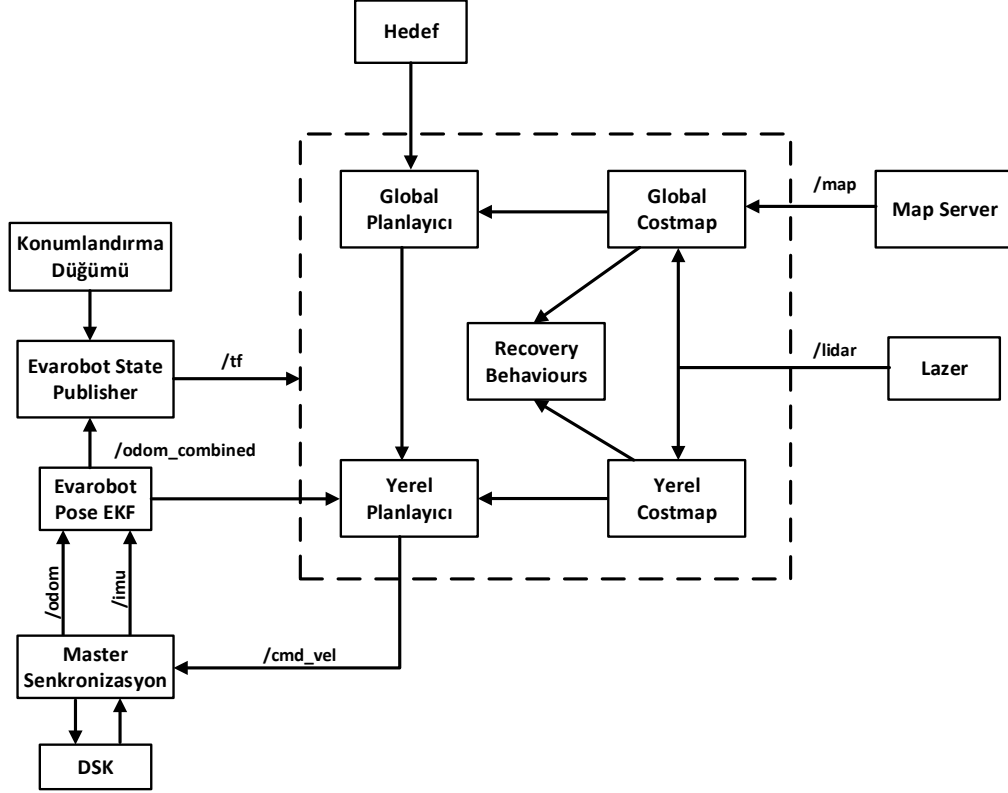 Hedef
Global
Planlayıcı
Global
Costmap
/map
Map Server
Konumlandırma
Düğümü
Recovery
Behaviours
/lidar
Lazer
Evarobot State
Publisher
/tf
/odom_combined
Evarobot
Pose EKF
Yerel
Planlayıcı
Yerel
Costmap
/odom
/imu
Master
Senkronizasyon
/cmd_vel
DSK